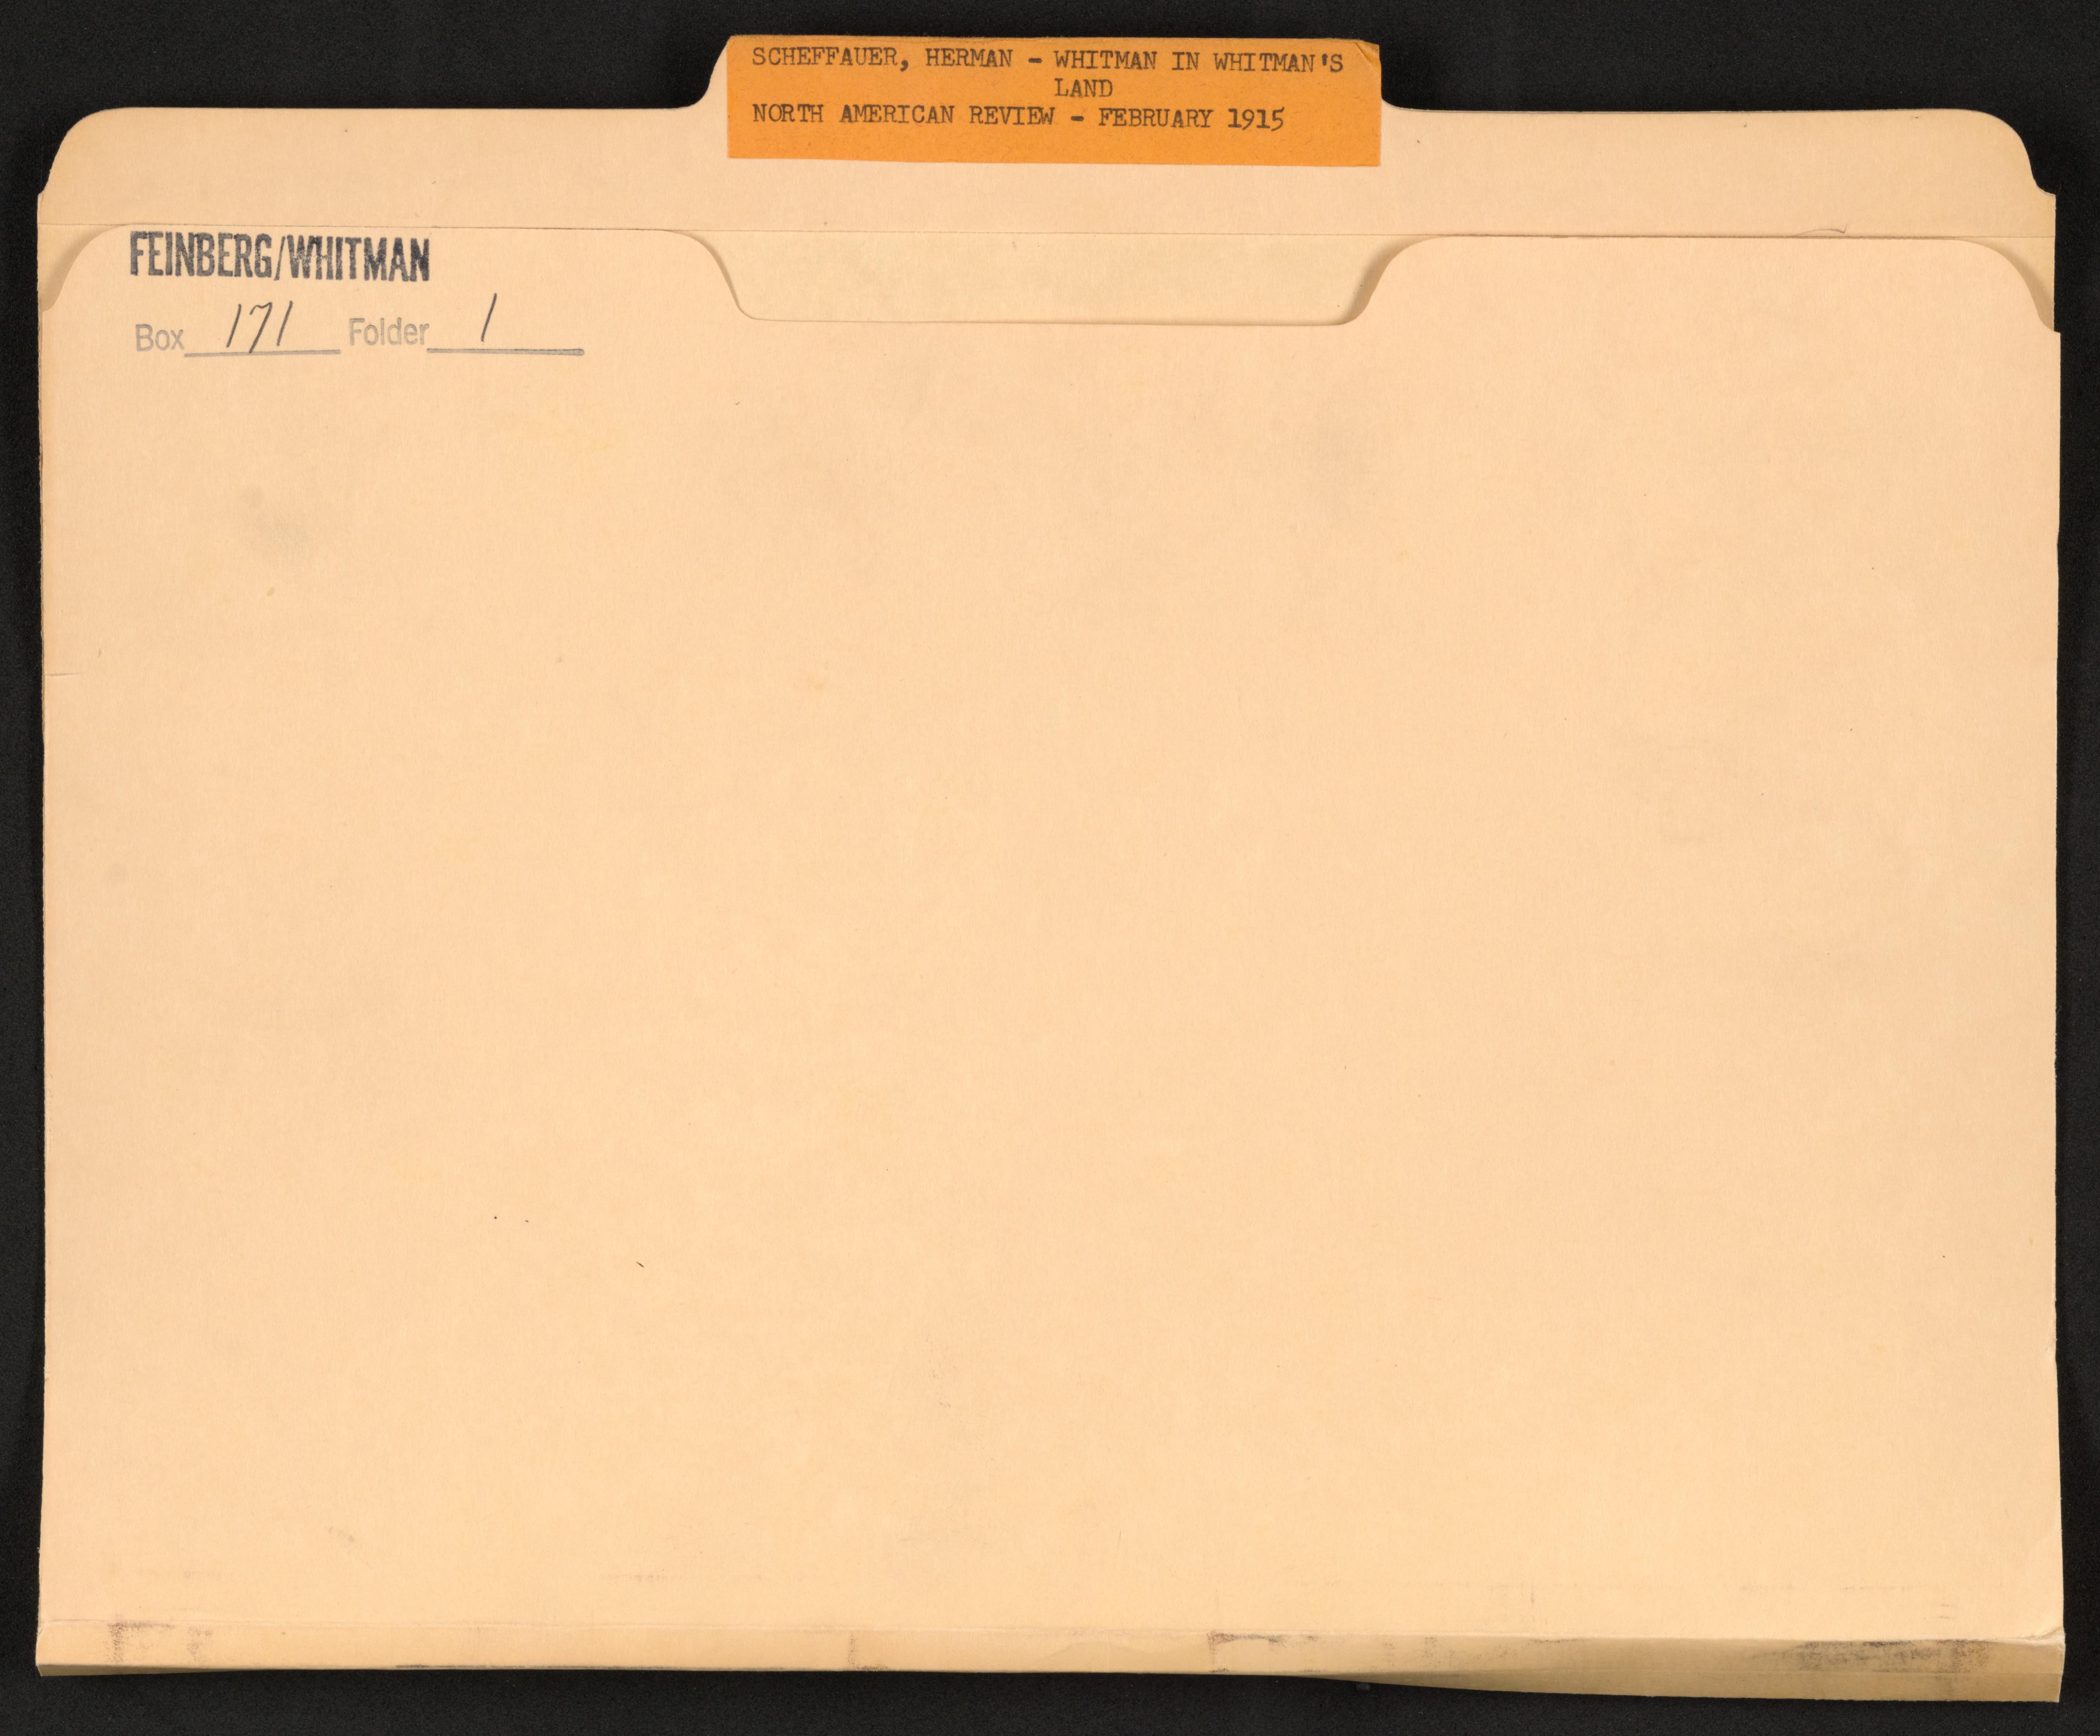 SCHEFFAUER, HERMAN - WHITMAN IN WHITMAN'S
LAND
NORTH AMERICAN REVIEW - FEBRUARY 1915
FEINBERG/WHITMAN
Box 171 Folder 1